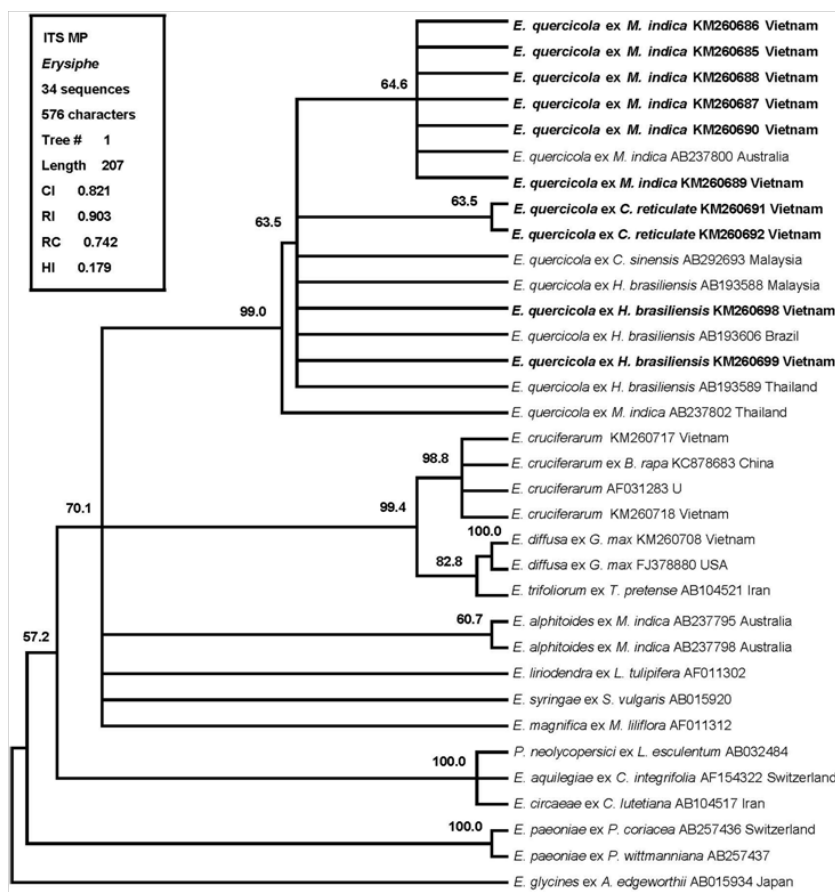 ITS MP
Erysiphe
34 sequences
576 characters
Tree # 1
Length 207
CI 0.821
RI 0.903
RC 0.742
HI 0.179
E. quercicola ex M. indica KM260686 Vietnam
E. quercicola ex M. indica KM260685 Vietnam
E. quercicola ex M. indica KM260688 Vietnam
64.6
E. quercicola ex M. indica KM260687 Vietnam
E. quercicola ex M. indica KM260690 Vietnam
E. quercicola ex M. indica AB237800 Australia
E. quercicola ex M. indica KM260689 Vietnam
63.5
E. quercicola ex C. reticulate KM260691 Vietnam
63.5
E. quercicola ex C. reticulate KM260692 Vietnam
E. quercicola ex C. sinensis AB292693 Malaysia
E. quercicola ex H. brasiliensis AB193588 Malaysia
99.0
E. quercicola ex H. brasiliensis KM260698 Vietnam
E. quercicola ex H. brasiliensis AB193606 Brazil
E. quercicola ex H. brasiliensis KM260699 Vietnam
E. quercicola ex H. brasiliensis AB193589 Thailand
E. quercicola ex M. indica AB237802 Thailand
E. cruciferarum KM260717 Vietnam
98.8
E. cruciferarum ex B. rapa KC878683 China
E. cruciferarum AF031283 U
70.1
99.4
E. cruciferarum KM260718 Vietnam
100.0
E. diffusa ex G. max KM260708 Vietnam
82.8
E. diffusa ex G. max FJ378880 USA
E. trifoliorum ex T. pretense AB104521 Iran
60.7
E. alphitoides ex M. indica AB237795 Australia
57.2
E. alphitoides ex M. indica AB237798 Australia
E. liriodendra ex L. tulipifera AF011302
E. syringae ex S. vulgaris AB015920
E. magnifica ex M. liliflora AF011312
100.0
P. neolycopersici ex L. esculentum AB032484
E. aquilegiae ex C. integrifolia AF154322 Switzerland
E. circaeae ex C. lutetiana AB104517 Iran
100.0
E. paeoniae ex P. coriacea AB257436 Switzerland
E. paeoniae ex P. wittmanniana AB257437
E. glycines ex A. edgeworthii AB015934 Japan